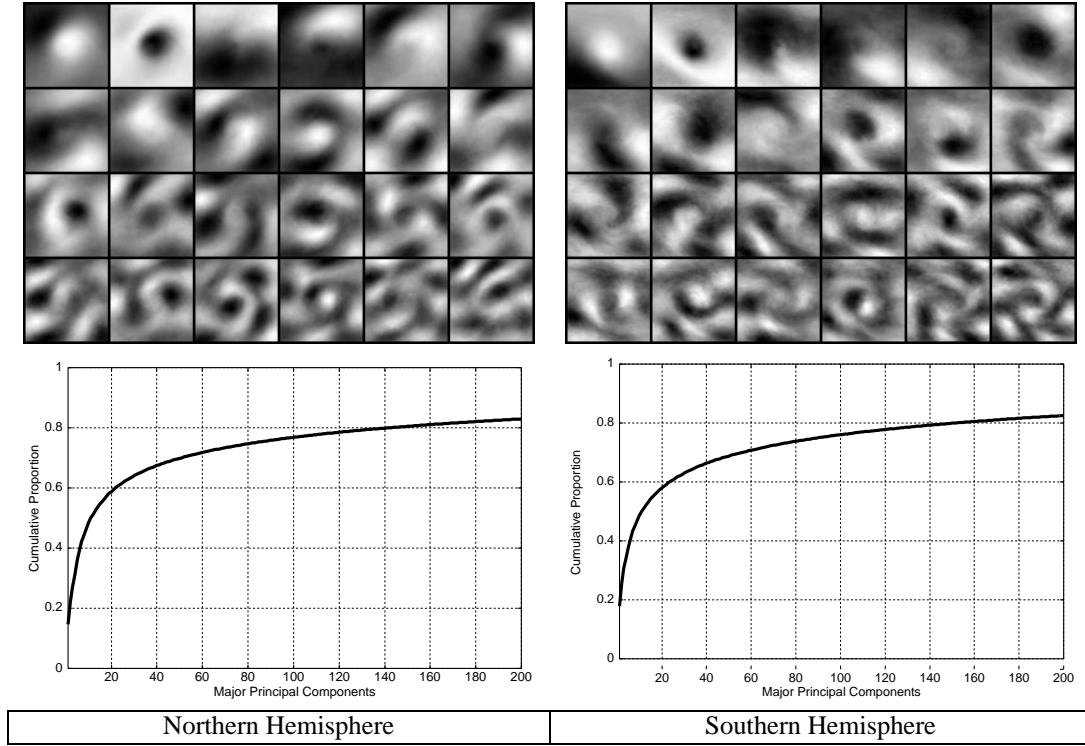 1
0.8
0.6
0.4
0.2
0
Cumulative Proportion
20 40 60 80 100 120 140 160 180 200
Major Principal Components
1
0.8
0.6
0.4
0.2
0
Cumulative Proportion
20 40 60 80 100 120 140 160 180 200
Major Principal Components
Northern Hemisphere
Southern Hemisphere